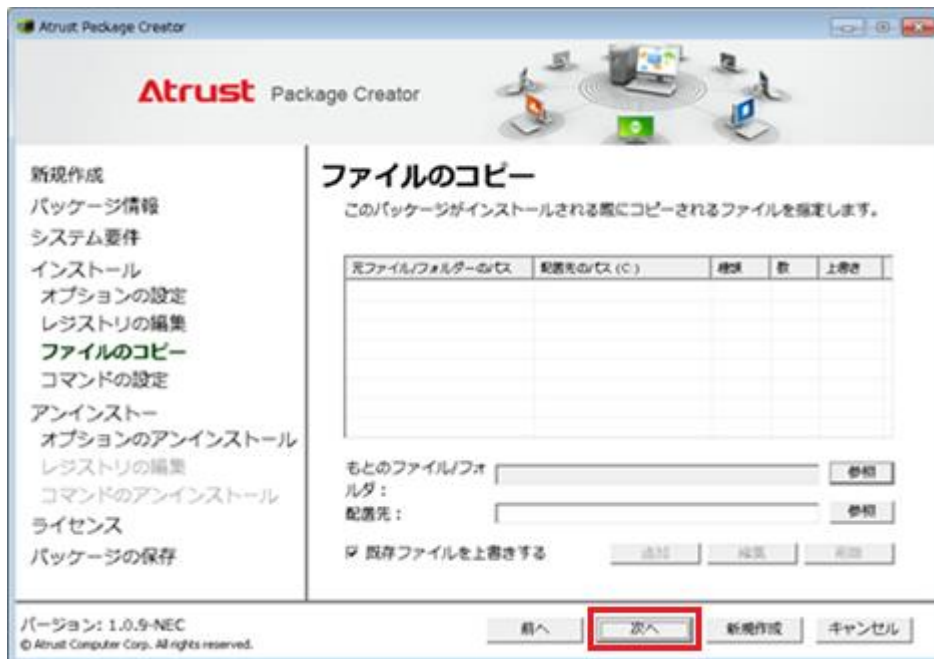 Atrust Package Creator
Atrust Package Creator
新規作成
パッケージ情報
システム要件
インストール
オプションの設定
レジストリの編集
ファイルのコピー
コマンドの設定
アンインストー
オプションのアンインストール
レジストリの編集
コマンドのアンインストール
ライセンス
パッケージの保存
ファイルのコピー
このパッケージがインストールされる際にコピーされるファイルを指定します。
元ファイル/フォルダーのパス 配置先のパス (C:) 種類 数 上書き
もとのファイル/フォ
ルダ：
参照
配置先：
参照
既存ファイルを上書きする
追加 編集 削除
バージョン: 1.0.9-NEC
© Atrust Computer Corp. All rights reserved.
前へ 次へ 新規作成 キャンセル